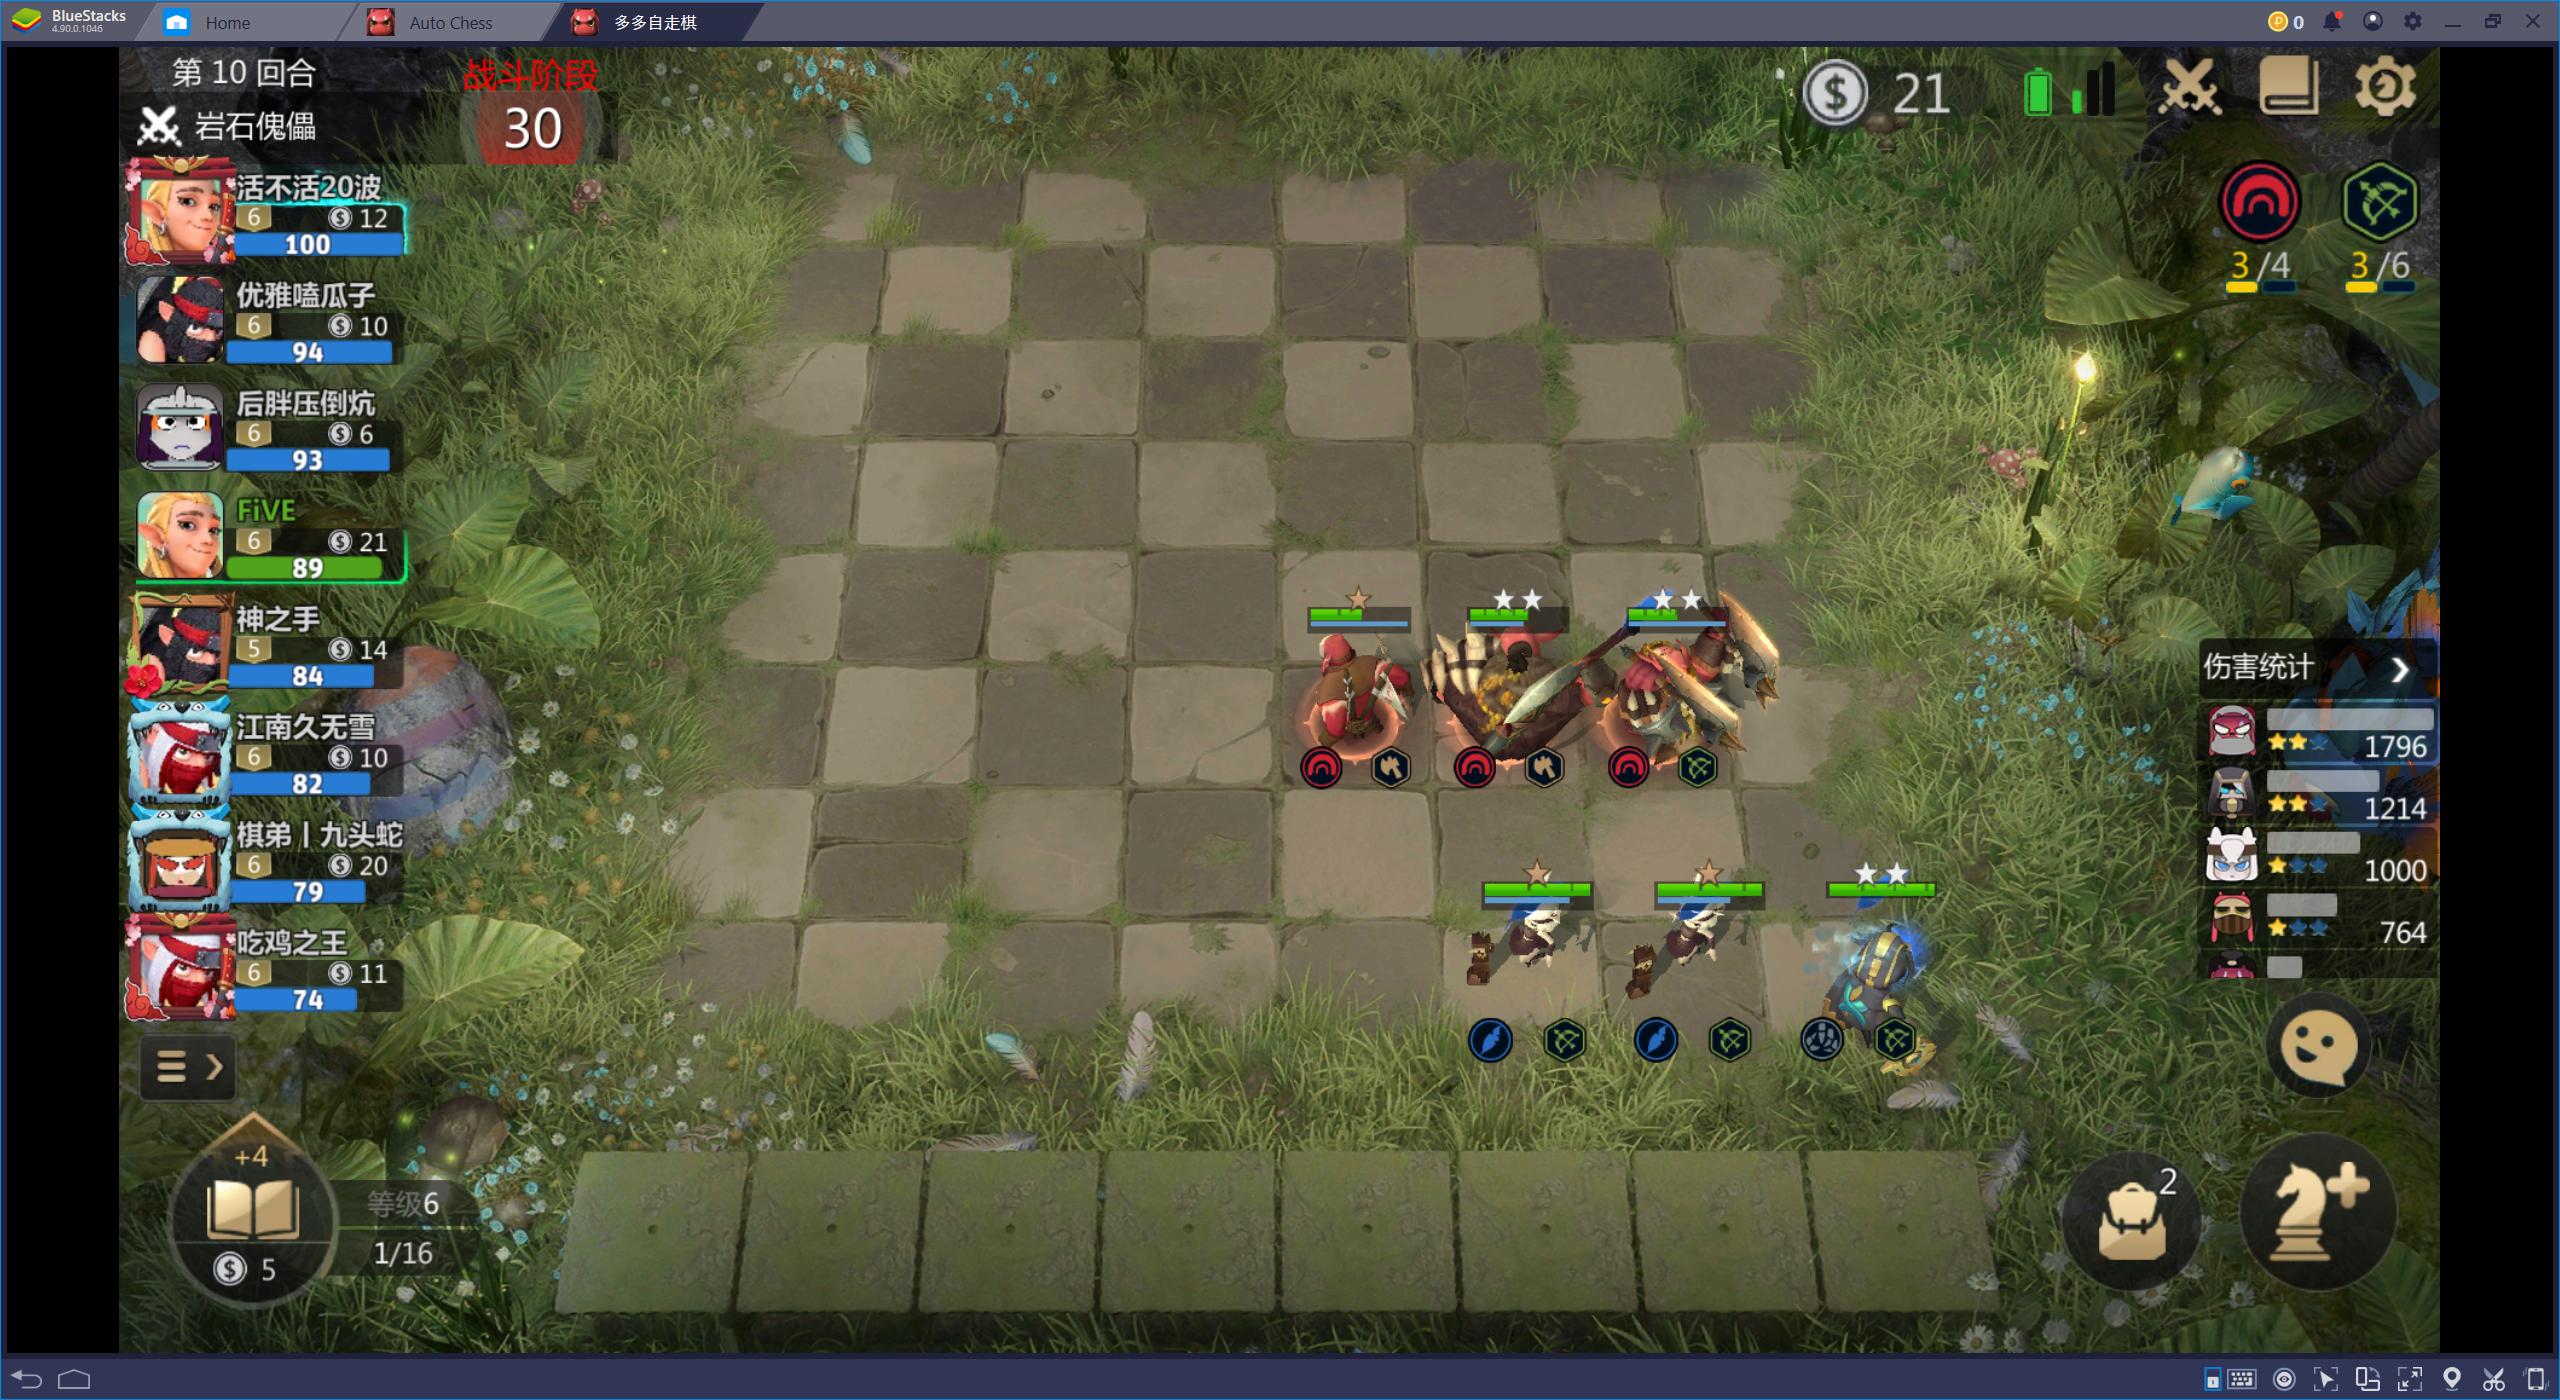 BlueStacks
4.90.0.1046
Home
Auto Chess
多多自走棋
0
第 10 回合
战斗阶段
岩石傀儡
30
21
3/4
3/6
活不活20波
6
12
100
优雅嗑瓜子
6
10
94
后胖压倒炕
6
6
93
FiVE
6
21
89
神之手
5
14
84
江南久无雪
6
10
82
棋弟丨九头蛇
6
20
79
吃鸡之王
6
11
74
伤害统计
1796
1214
1000
764
+4
5
等级6
1/16
2